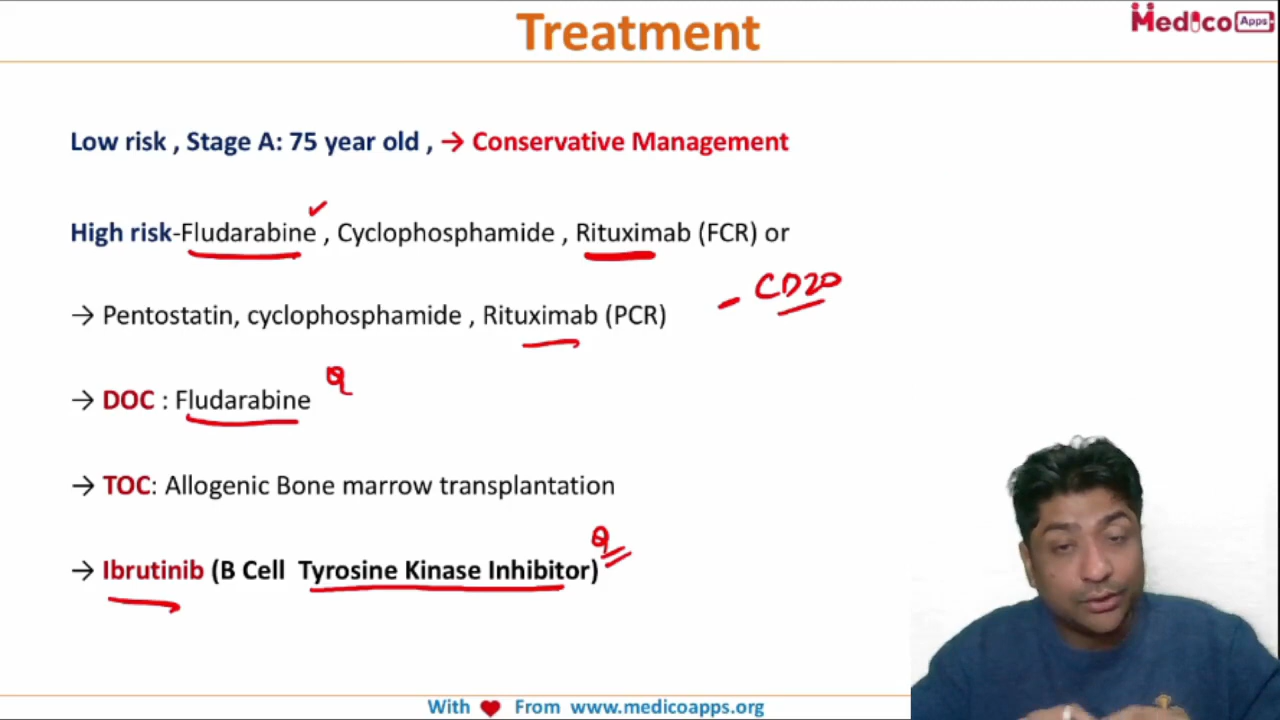 Treatment
Medico Apps
Low risk , Stage A: 75 year old , → Conservative Management
High risk-Fludarabine , Cyclophosphamide , Rituximab (FCR) or
- CD20
→ Pentostatin, cyclophosphamide , Rituximab (PCR)
Q
→ DOC : Fludarabine
→ TOC: Allogenic Bone marrow transplantation
Q
→ Ibrutinib (B Cell Tyrosine Kinase Inhibitor)
With ❤ From www.medicoapps.org